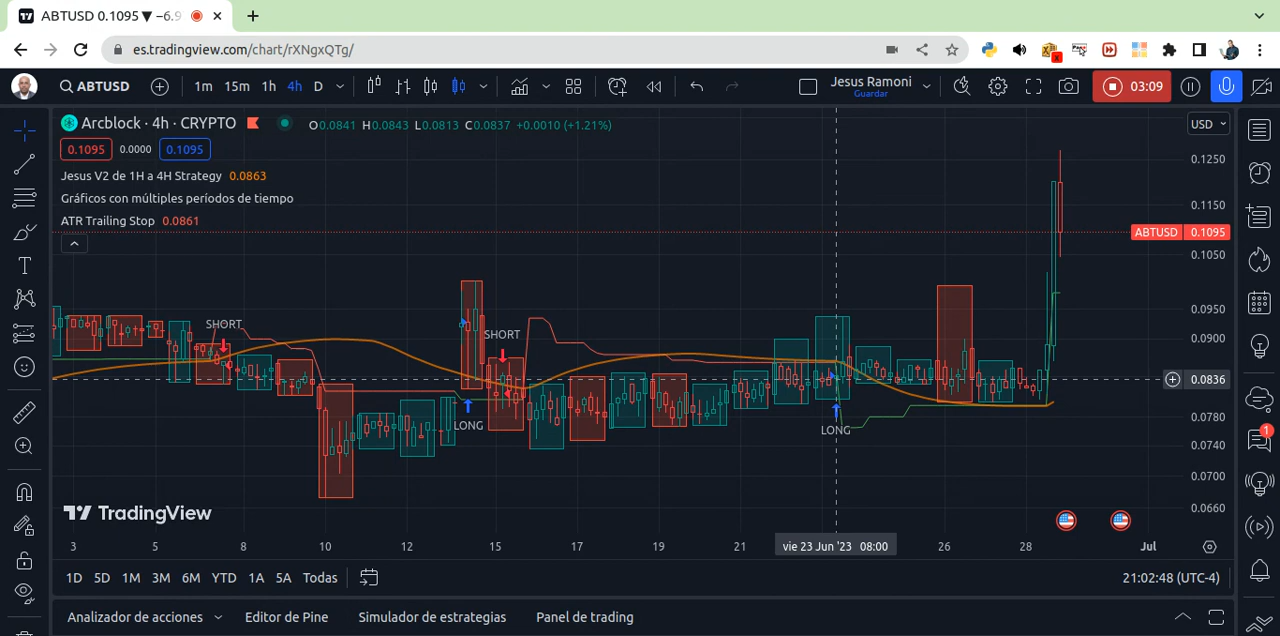 ABTUSD 0.1095 ▼ −6.9
es.tradingview.com/chart/rXNgxQTg/
ABTUSD 1m 15m 1h 4h D Jesus Ramoni Guardar 03:09
Arcblock · 4h · CRYPTO O0.0841 H0.0843 L0.0813 C0.0837 +0.0010 (+1.21%) USD
0.1095 0.0000 0.1095
Jesus V2 de 1H a 4H Strategy 0.0863
Gráficos con múltiples períodos de tiempo
ATR Trailing Stop 0.0861
0.1250
0.1150
ABTUSD 0.1095
0.1050
0.0950
SHORT
SHORT
0.0900
0.0836
LONG
LONG
0.0780
0.0740
0.0700
0.0660
TradingView
3 5 8 10 12 15 17 19 21 vie 23 Jun '23 08:00 26 28 Jul
1D 5D 1M 3M 6M YTD 1A 5A Todas 21:02:48 (UTC-4)
Analizador de acciones Editor de Pine Simulador de estrategias Panel de trading
1